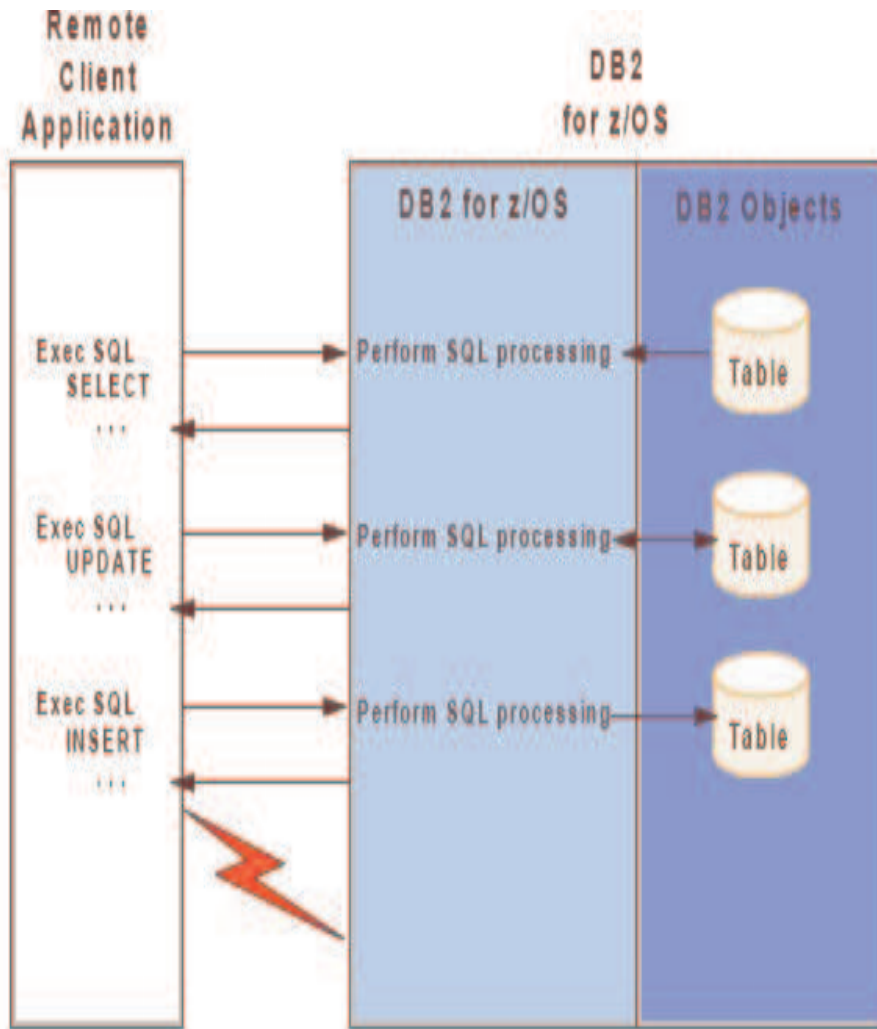 Remote
Client
Application
DB2
for z/OS
DB2 for z/OS
DB2 Objects
Exec SQL
SELECT
...
Perform SQL processing
Table
Exec SQL
UPDATE
...
Perform SQL processing
Table
Exec SQL
INSERT
...
Perform SQL processing
Table